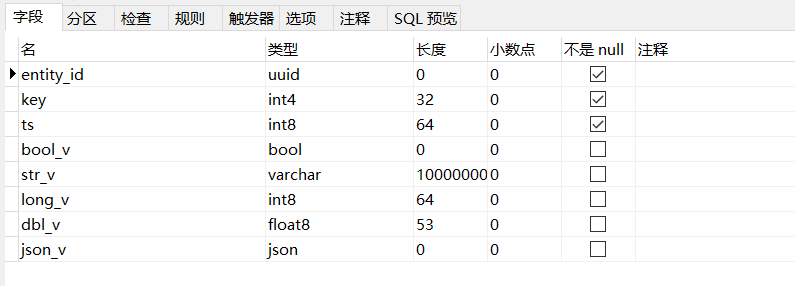 字段 分区 检查 规则 触发器 选项 注释 SQL 预览
名 类型 长度 小数点 不是 null 注释
entity_id uuid 0 0
key int4 32 0
ts int8 64 0
bool_v bool 0 0
str_v varchar 10000000 0
long_v int8 64 0
dbl_v float8 53 0
json_v json 0 0